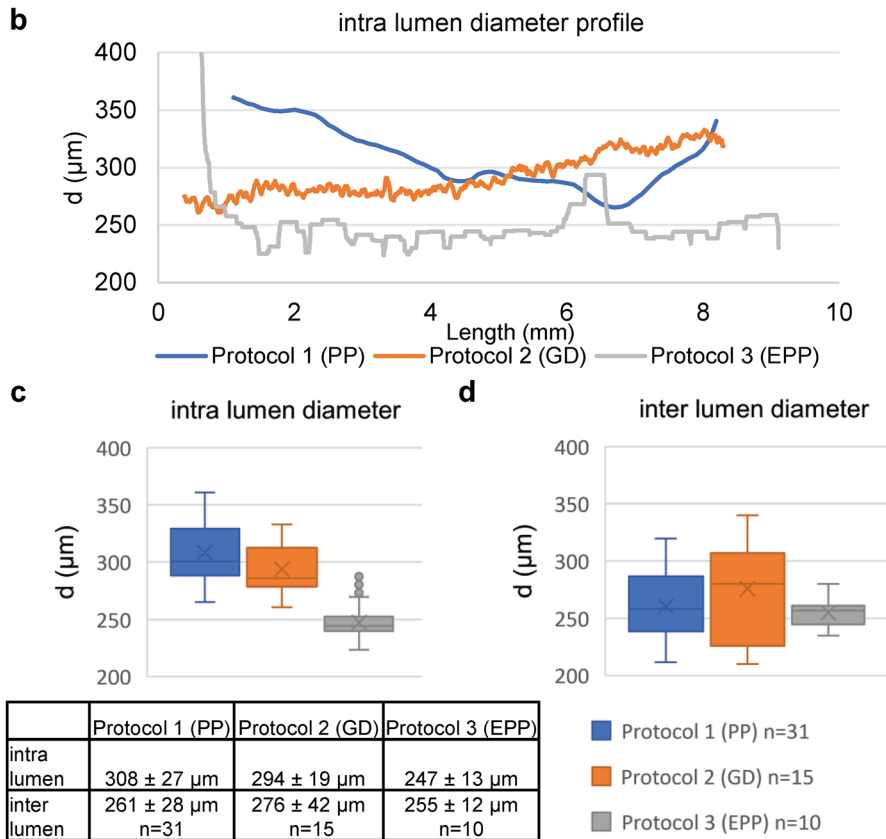 b
intra lumen diameter profile
400
350
300
250
200
d (µm)
0 2 4 6 8 10
Length (mm)
Protocol 1 (PP) Protocol 2 (GD) Protocol 3 (EPP)
c
intra lumen diameter
400
350
300
250
200
d (µm)
d
inter lumen diameter
400
350
300
250
200
d (µm)
Protocol 1 (PP) Protocol 2 (GD) Protocol 3 (EPP)
intra
lumen 308 ± 27 µm 294 ± 19 µm 247 ± 13 µm
inter 261 ± 28 µm 276 ± 42 µm 255 ± 12 µm
lumen n=31 n=15 n=10
Protocol 1 (PP) n=31
Protocol 2 (GD) n=15
Protocol 3 (EPP) n=10